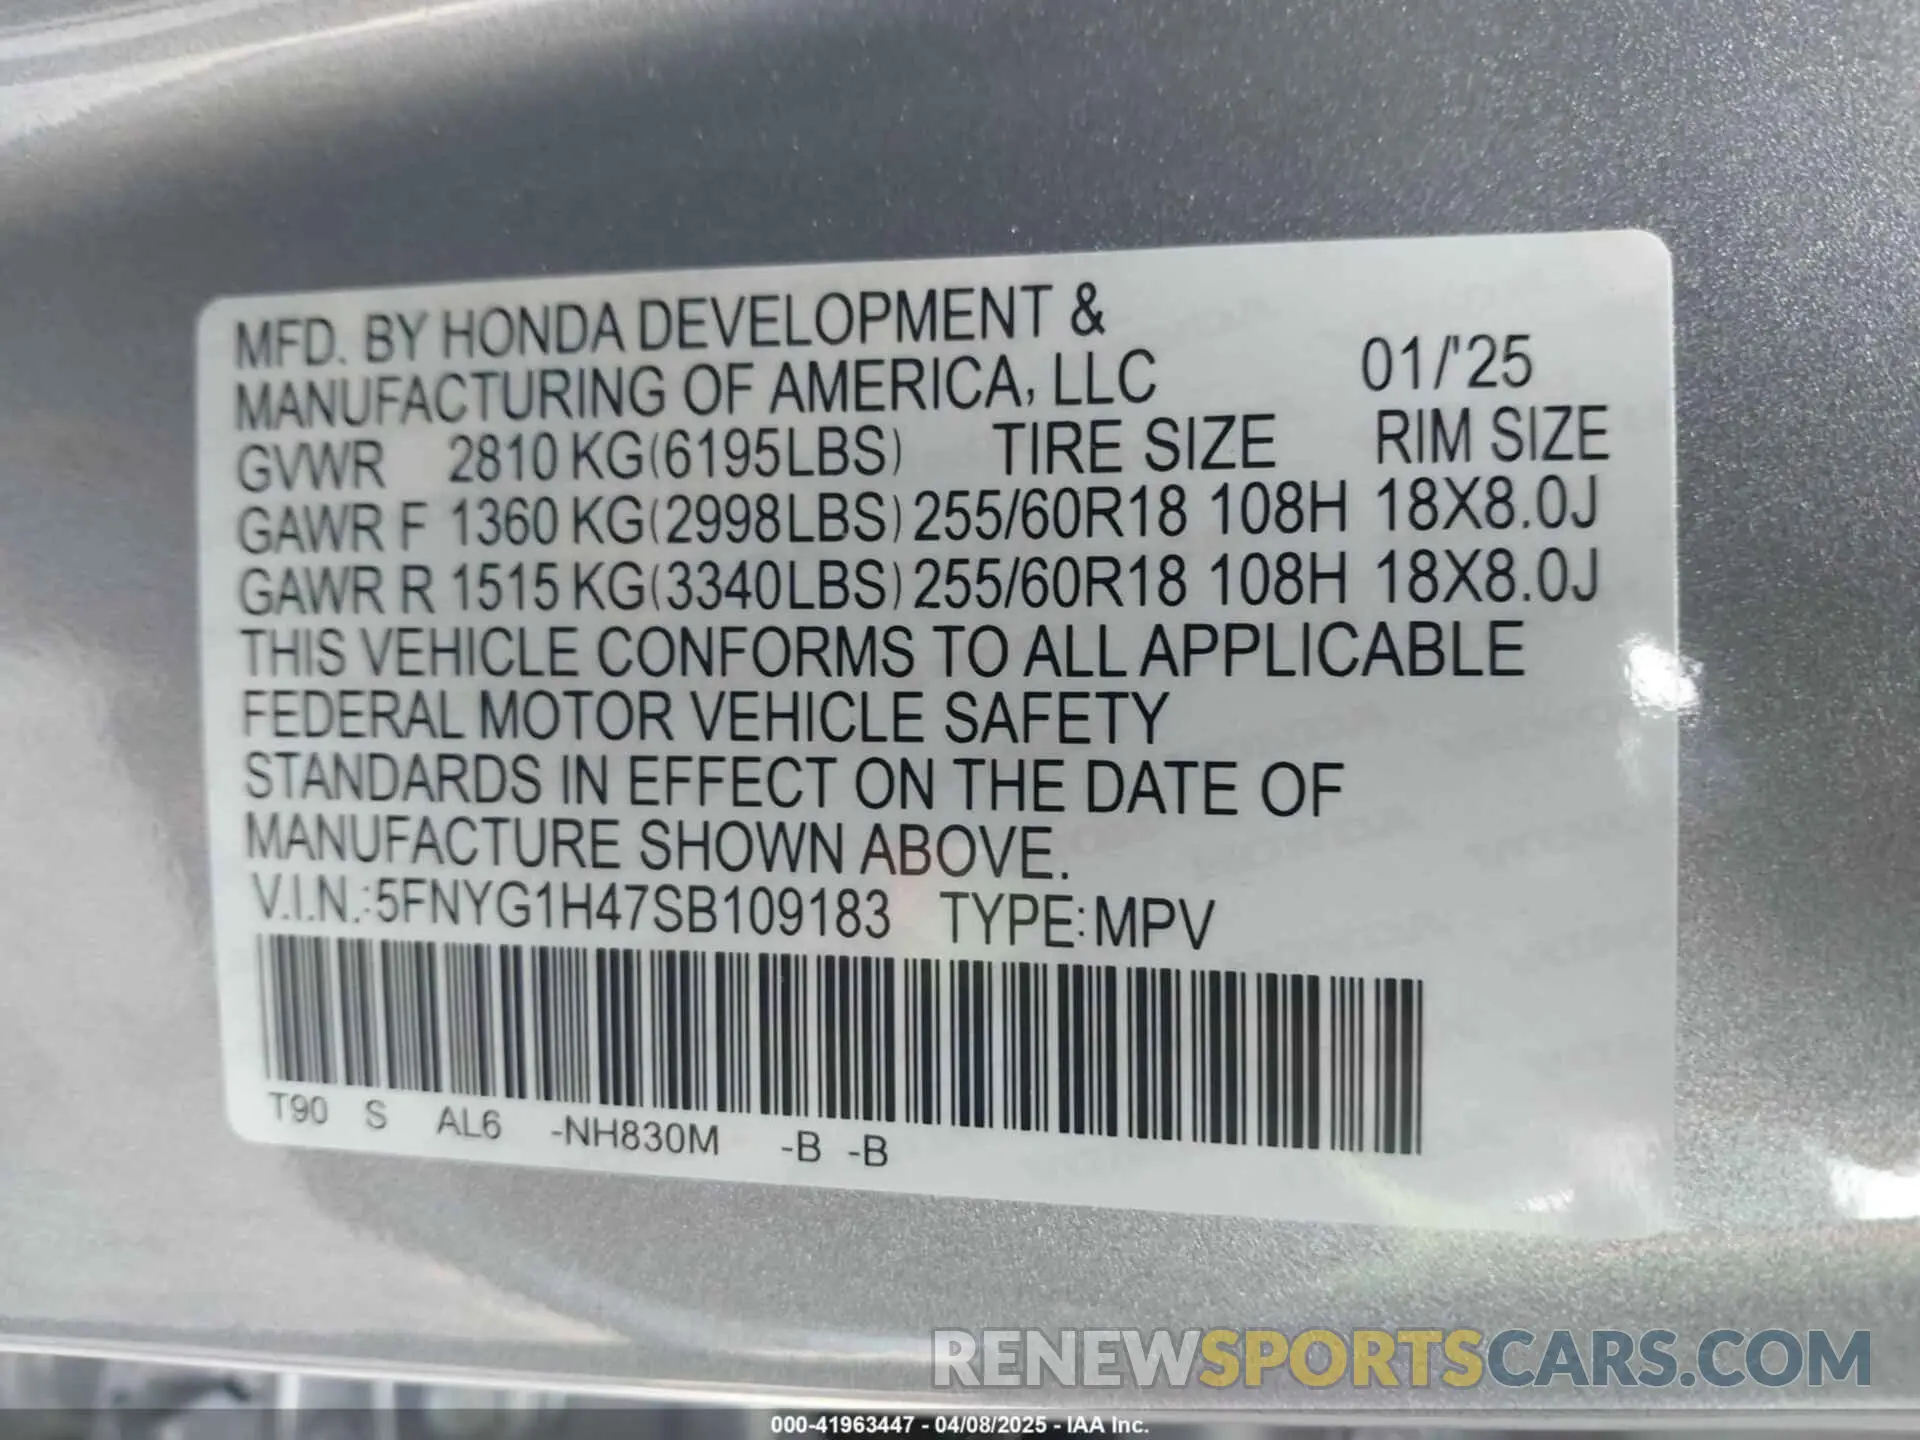 MFD. BY HONDA DEVELOPMENT &
MANUFACTURING OF AMERICA, LLC 01/'25
GVWR 2810 KG(6195LBS) TIRE SIZE RIM SIZE
GAWR F 1360 KG(2998LBS) 255/60R18 108H 18X8.0J
GAWR R 1515 KG(3340LBS) 255/60R18 108H 18X8.0J
THIS VEHICLE CONFORMS TO ALL APPLICABLE
FEDERAL MOTOR VEHICLE SAFETY
STANDARDS IN EFFECT ON THE DATE OF
MANUFACTURE SHOWN ABOVE.
V.I.N.:5FNYG1H47SB109183 TYPE:MPV
T90 S AL6 -NH830M -B -B
RENEWSPORTSCARS.COM
000-41963447 - 04/08/2025 - IAA Inc.